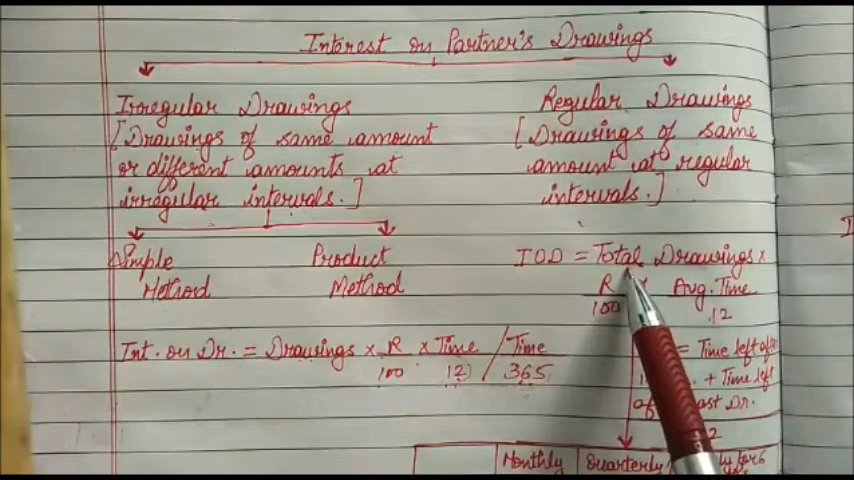 Interest on Partner's Drawings
Irregular Drawings
[Drawings of same amount
or different amounts at
irregular intervals.]
Simple
Method
Product
Method
Int. on Dr. = Drawings × R/100 × Time/12 / Time/365
Regular Drawings
[Drawings of same
amount at regular
intervals.]
IOD = Total Drawings ×
R/100 × Avg. Time/12
= Time left after
+ Time left
Dr.
2
Monthly Quarterly